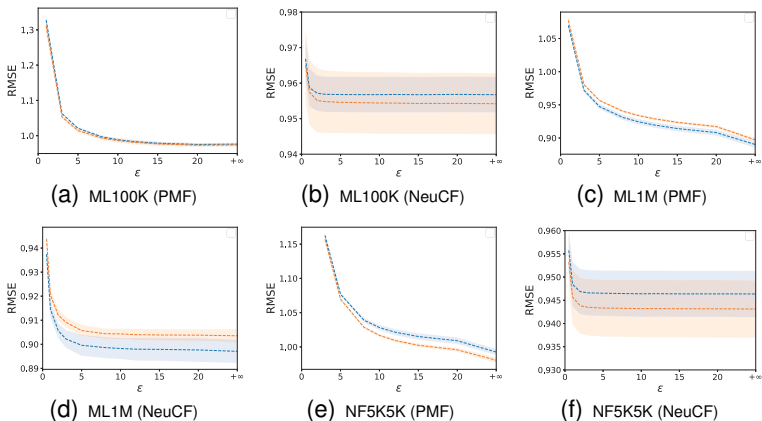 1.3
1.2
1.1
1.0
RMSE
0 5 10 15 20 +∞
ε
(a) ML100K (PMF)
0.98
0.97
0.96
0.95
0.94
RMSE
0 5 10 15 20 +∞
ε
(b) ML100K (NeuCF)
1.05
1.00
0.95
0.90
RMSE
0 5 10 15 20 +∞
ε
(c) ML1M (PMF)
0.94
0.93
0.92
0.91
0.90
0.89
RMSE
0 5 10 15 20 +∞
ε
(d) ML1M (NeuCF)
1.15
1.10
1.05
1.00
RMSE
0 5 10 15 20 +∞
ε
(e) NF5K5K (PMF)
0.960
0.955
0.950
0.945
0.940
0.935
0.930
RMSE
0 5 10 15 20 +∞
ε
(f) NF5K5K (NeuCF)